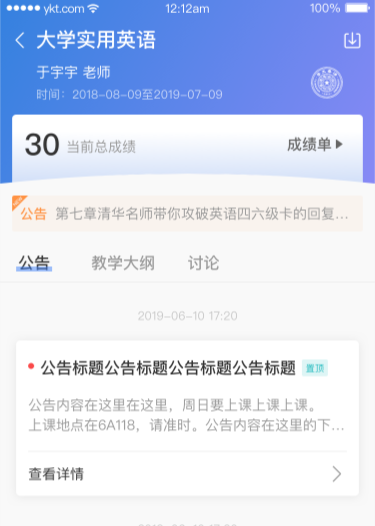 ykt.com
12:12am
100%
大学实用英语
于宇宇 老师
时间：2018-08-09至2019-07-09
30 当前总成绩
成绩单
公告 第七章清华名师带你攻破英语四六级卡的回复...
公告 教学大纲 讨论
2019-06-10 17:20
公告标题公告标题公告标题公告标题 置顶
公告内容在这里在这里，周日要上课上课上课。
上课地点在6A118，请准时。公告内容在这里的下...
查看详情